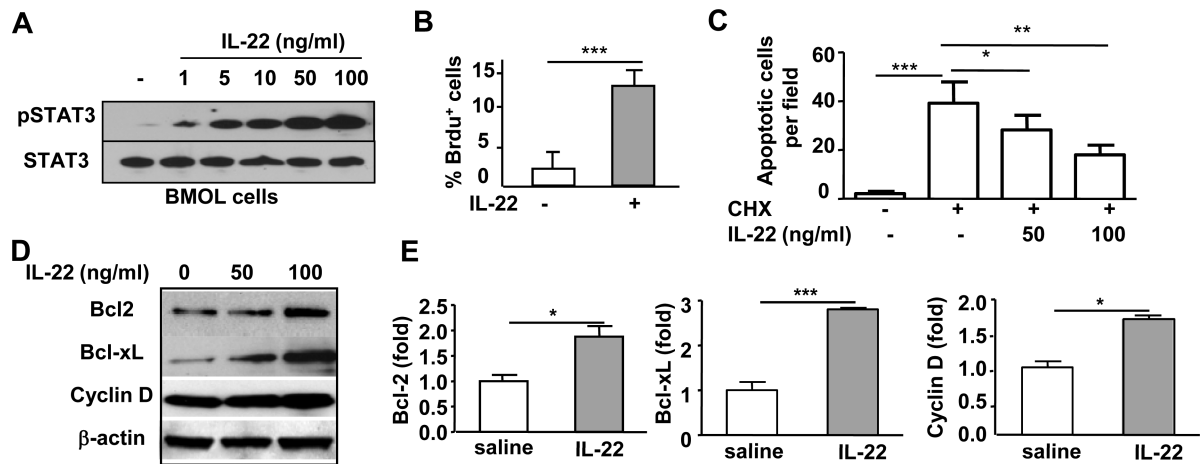 A
IL-22 (ng/ml)
- 1 5 10 50 100
pSTAT3
STAT3
BMOL cells
B
***
% Brdu⁺ cells
15
10
5
0
IL-22 - +
C
**
*
***
Apoptotic cells
per field
60
40
20
0
CHX - + + +
IL-22 (ng/ml) - - 50 100
D
IL-22 (ng/ml) 0 50 100
Bcl2
Bcl-xL
Cyclin D
β-actin
E
*
Bcl-2 (fold)
2.5
2.0
1.5
1.0
0.5
0.0
saline IL-22
***
Bcl-xL (fold)
3
2
1
0
saline IL-22
*
Cyclin D (fold)
2.0
1.5
1.0
0.5
0.0
saline IL-22